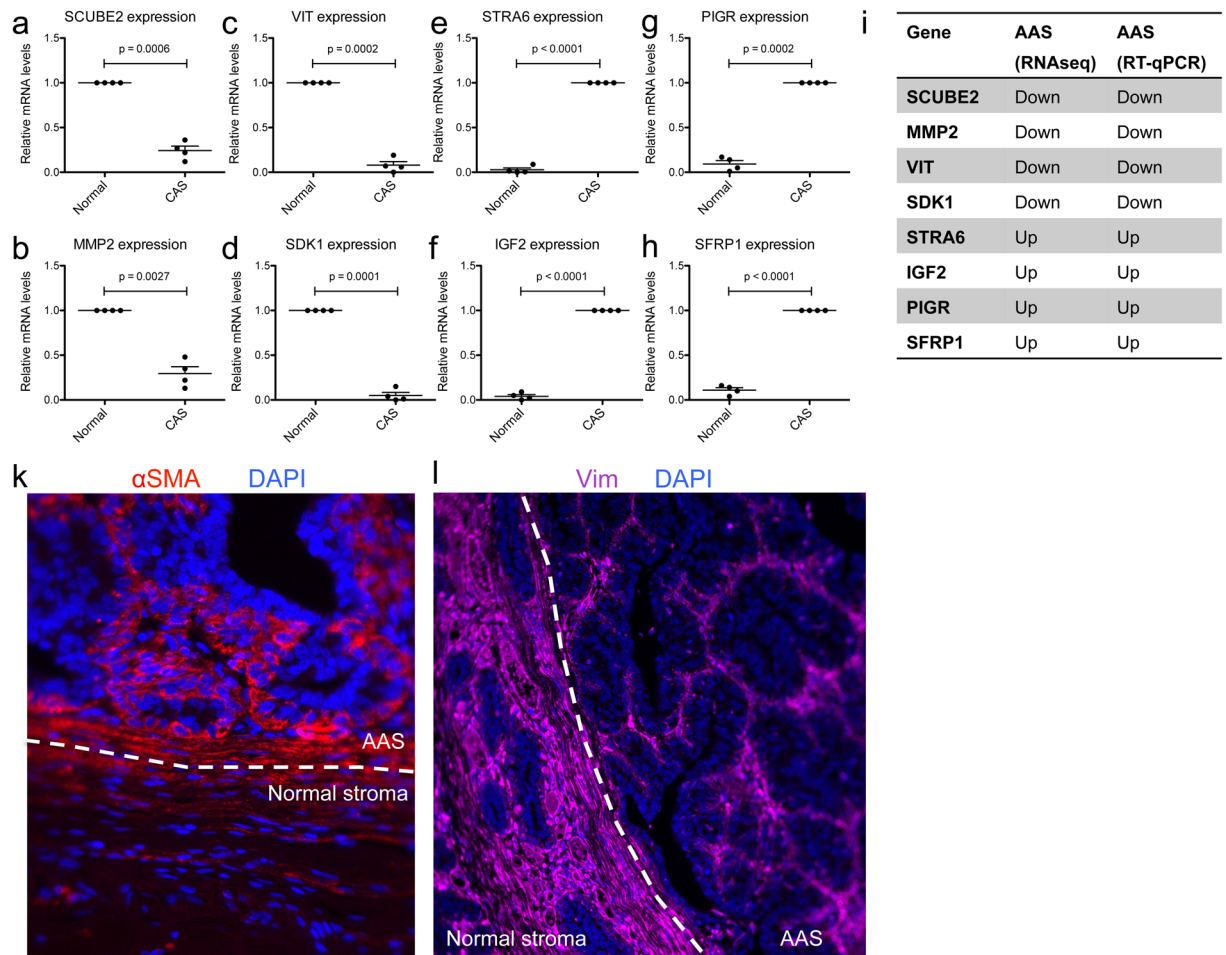 a
SCUBE2 expression
p = 0.0006
Relative mRNA levels
1.5
1.0
0.5
0.0
Normal
CAS
c
VIT expression
p = 0.0002
Relative mRNA levels
1.5
1.0
0.5
0.0
Normal
CAS
e
STRA6 expression
p < 0.0001
Relative mRNA levels
1.5
1.0
0.5
0.0
Normal
CAS
g
PIGR expression
p = 0.0002
Relative mRNA levels
1.5
1.0
0.5
0.0
Normal
CAS
b
MMP2 expression
p = 0.0027
Relative mRNA levels
1.5
1.0
0.5
0.0
Normal
CAS
d
SDK1 expression
p = 0.0001
Relative mRNA levels
1.5
1.0
0.5
0.0
Normal
CAS
f
IGF2 expression
p < 0.0001
Relative mRNA levels
1.5
1.0
0.5
0.0
Normal
CAS
h
SFRP1 expression
p < 0.0001
Relative mRNA levels
1.5
1.0
0.5
0.0
Normal
CAS
i
Gene AAS AAS
(RNAseq) (RT-qPCR)
SCUBE2 Down Down
MMP2 Down Down
VIT Down Down
SDK1 Down Down
STRA6 Up Up
IGF2 Up Up
PIGR Up Up
SFRP1 Up Up
k
αSMA DAPI
AAS
Normal stroma
l
Vim DAPI
Normal stroma AAS